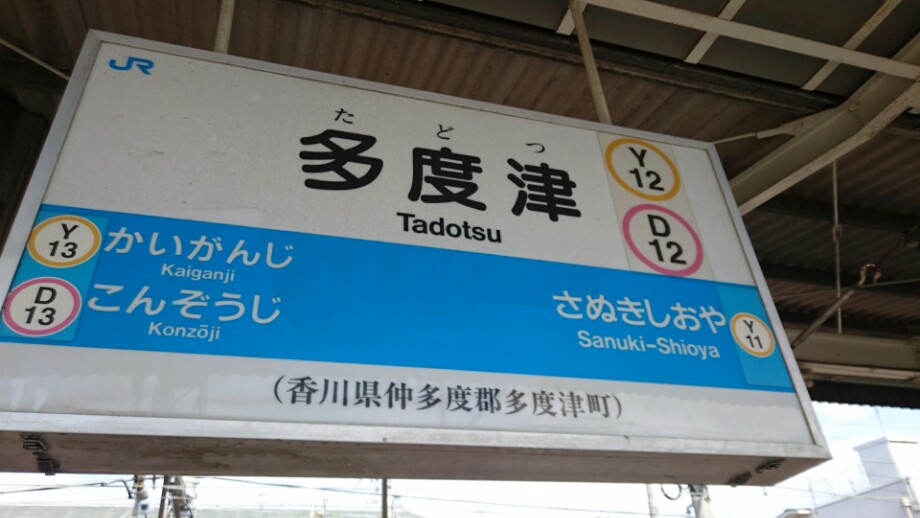 JR
たどつ
多度津
Tadotsu
Y
12
D
12
Y
13
かいがんじ
Kaiganji
D
13
こんぞうじ
Konzōji
さぬきしおや
Sanuki-Shioya
Y
11
（香川県仲多度郡多度津町）